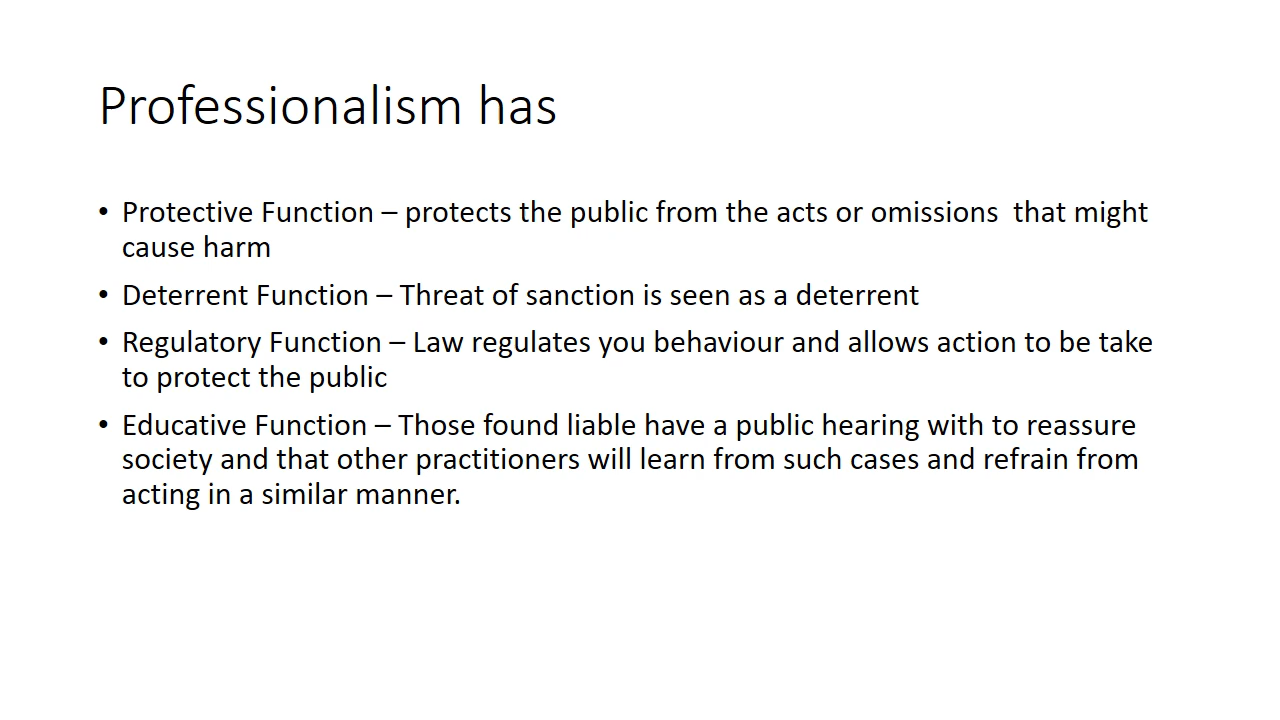 Professionalism has
• Protective Function – protects the public from the acts or omissions  that might
cause harm
• Deterrent Function – Threat of sanction is seen as a deterrent
• Regulatory Function – Law regulates you behaviour and allows action to be take
to protect the public
• Educative Function – Those found liable have a public hearing with to reassure
society and that other practitioners will learn from such cases and refrain from
acting in a similar manner.